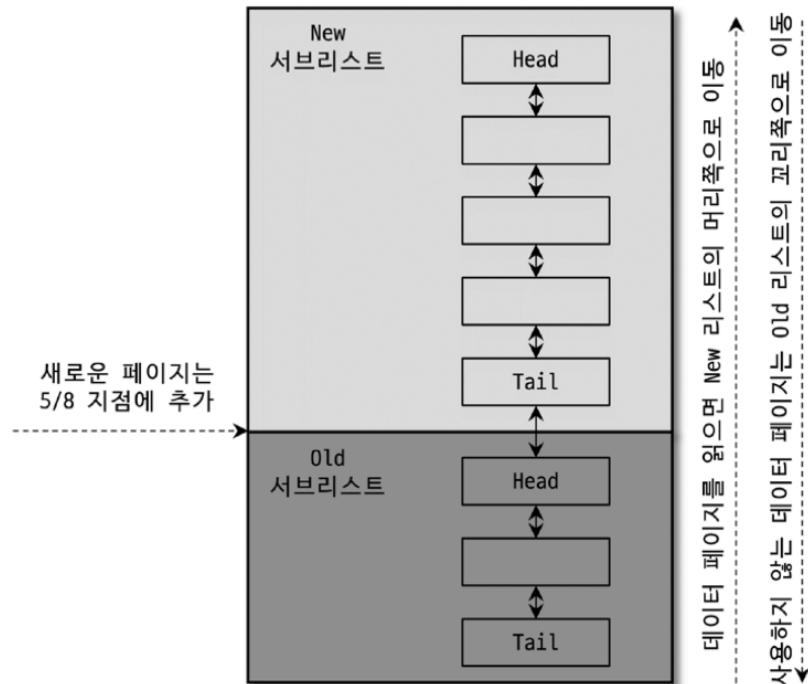 New
서브리스트
Head
Tail
새로운 페이지는
5/8 지점에 추가
Old
서브리스트
Head
Tail
데이터 페이지를 읽으면 New 리스트의 머리쪽으로 이동
사용하지 않는 데이터 페이지는 Old 리스트의 꼬리쪽으로 이동